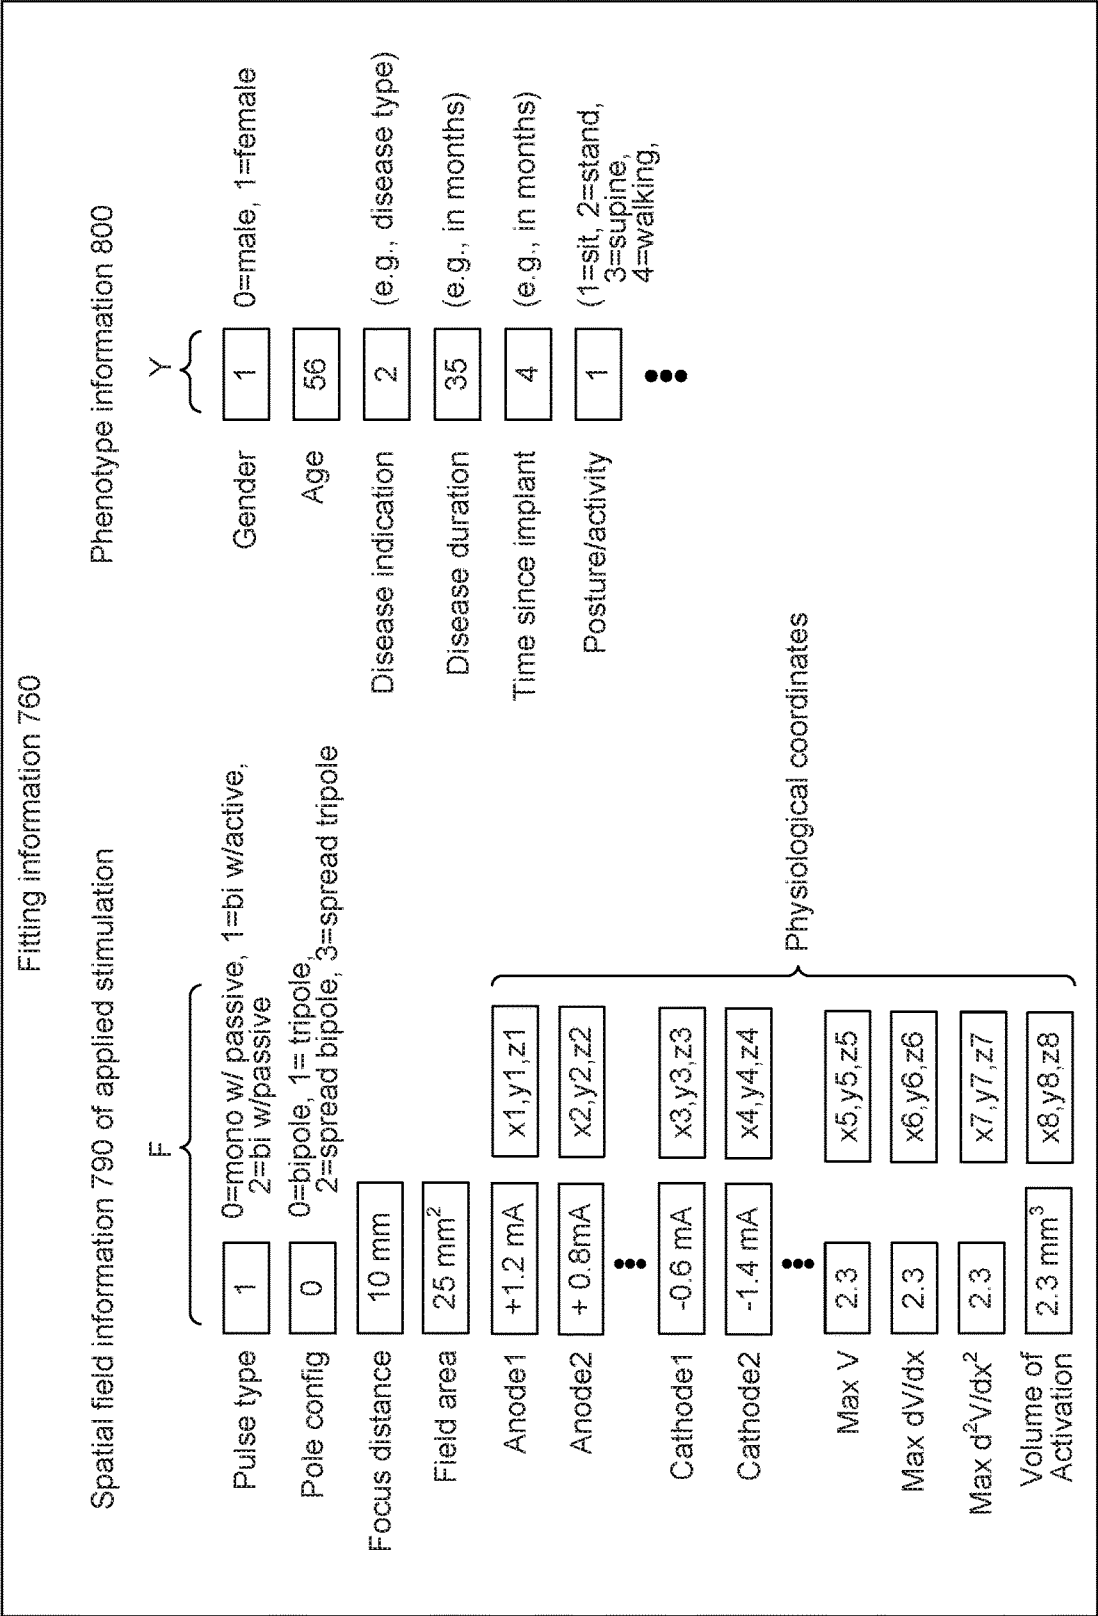 Fitting information 760
Spatial field information 790 of applied stimulation
F
Pulse type 1 0=mono w/ passive, 1=bi w/active,
2=bi w/passive
Pole config 0 0=bipole, 1= tripole,
2=spread bipole, 3=spread tripole
Focus distance 10 mm
Field area 25 mm²
Anode1 +1.2 mA x1,y1,z1
Anode2 + 0.8mA x2,y2,z2
Cathode1 -0.6 mA x3,y3,z3
Cathode2 -1.4 mA x4,y4,z4
Max V 2.3 x5,y5,z5
Max dV/dx 2.3 x6,y6,z6
Max d²V/dx² 2.3 x7,y7,z7
Volume of
Activation 2.3 mm³ x8,y8,z8
Physiological coordinates
Phenotype information 800
Y
Gender 1 0=male, 1=female
Age 56
Disease indication 2 (e.g., disease type)
Disease duration 35 (e.g., in months)
Time since implant 4 (e.g., in months)
Posture/activity 1 (1=sit, 2=stand,
3=supine,
4=walking,